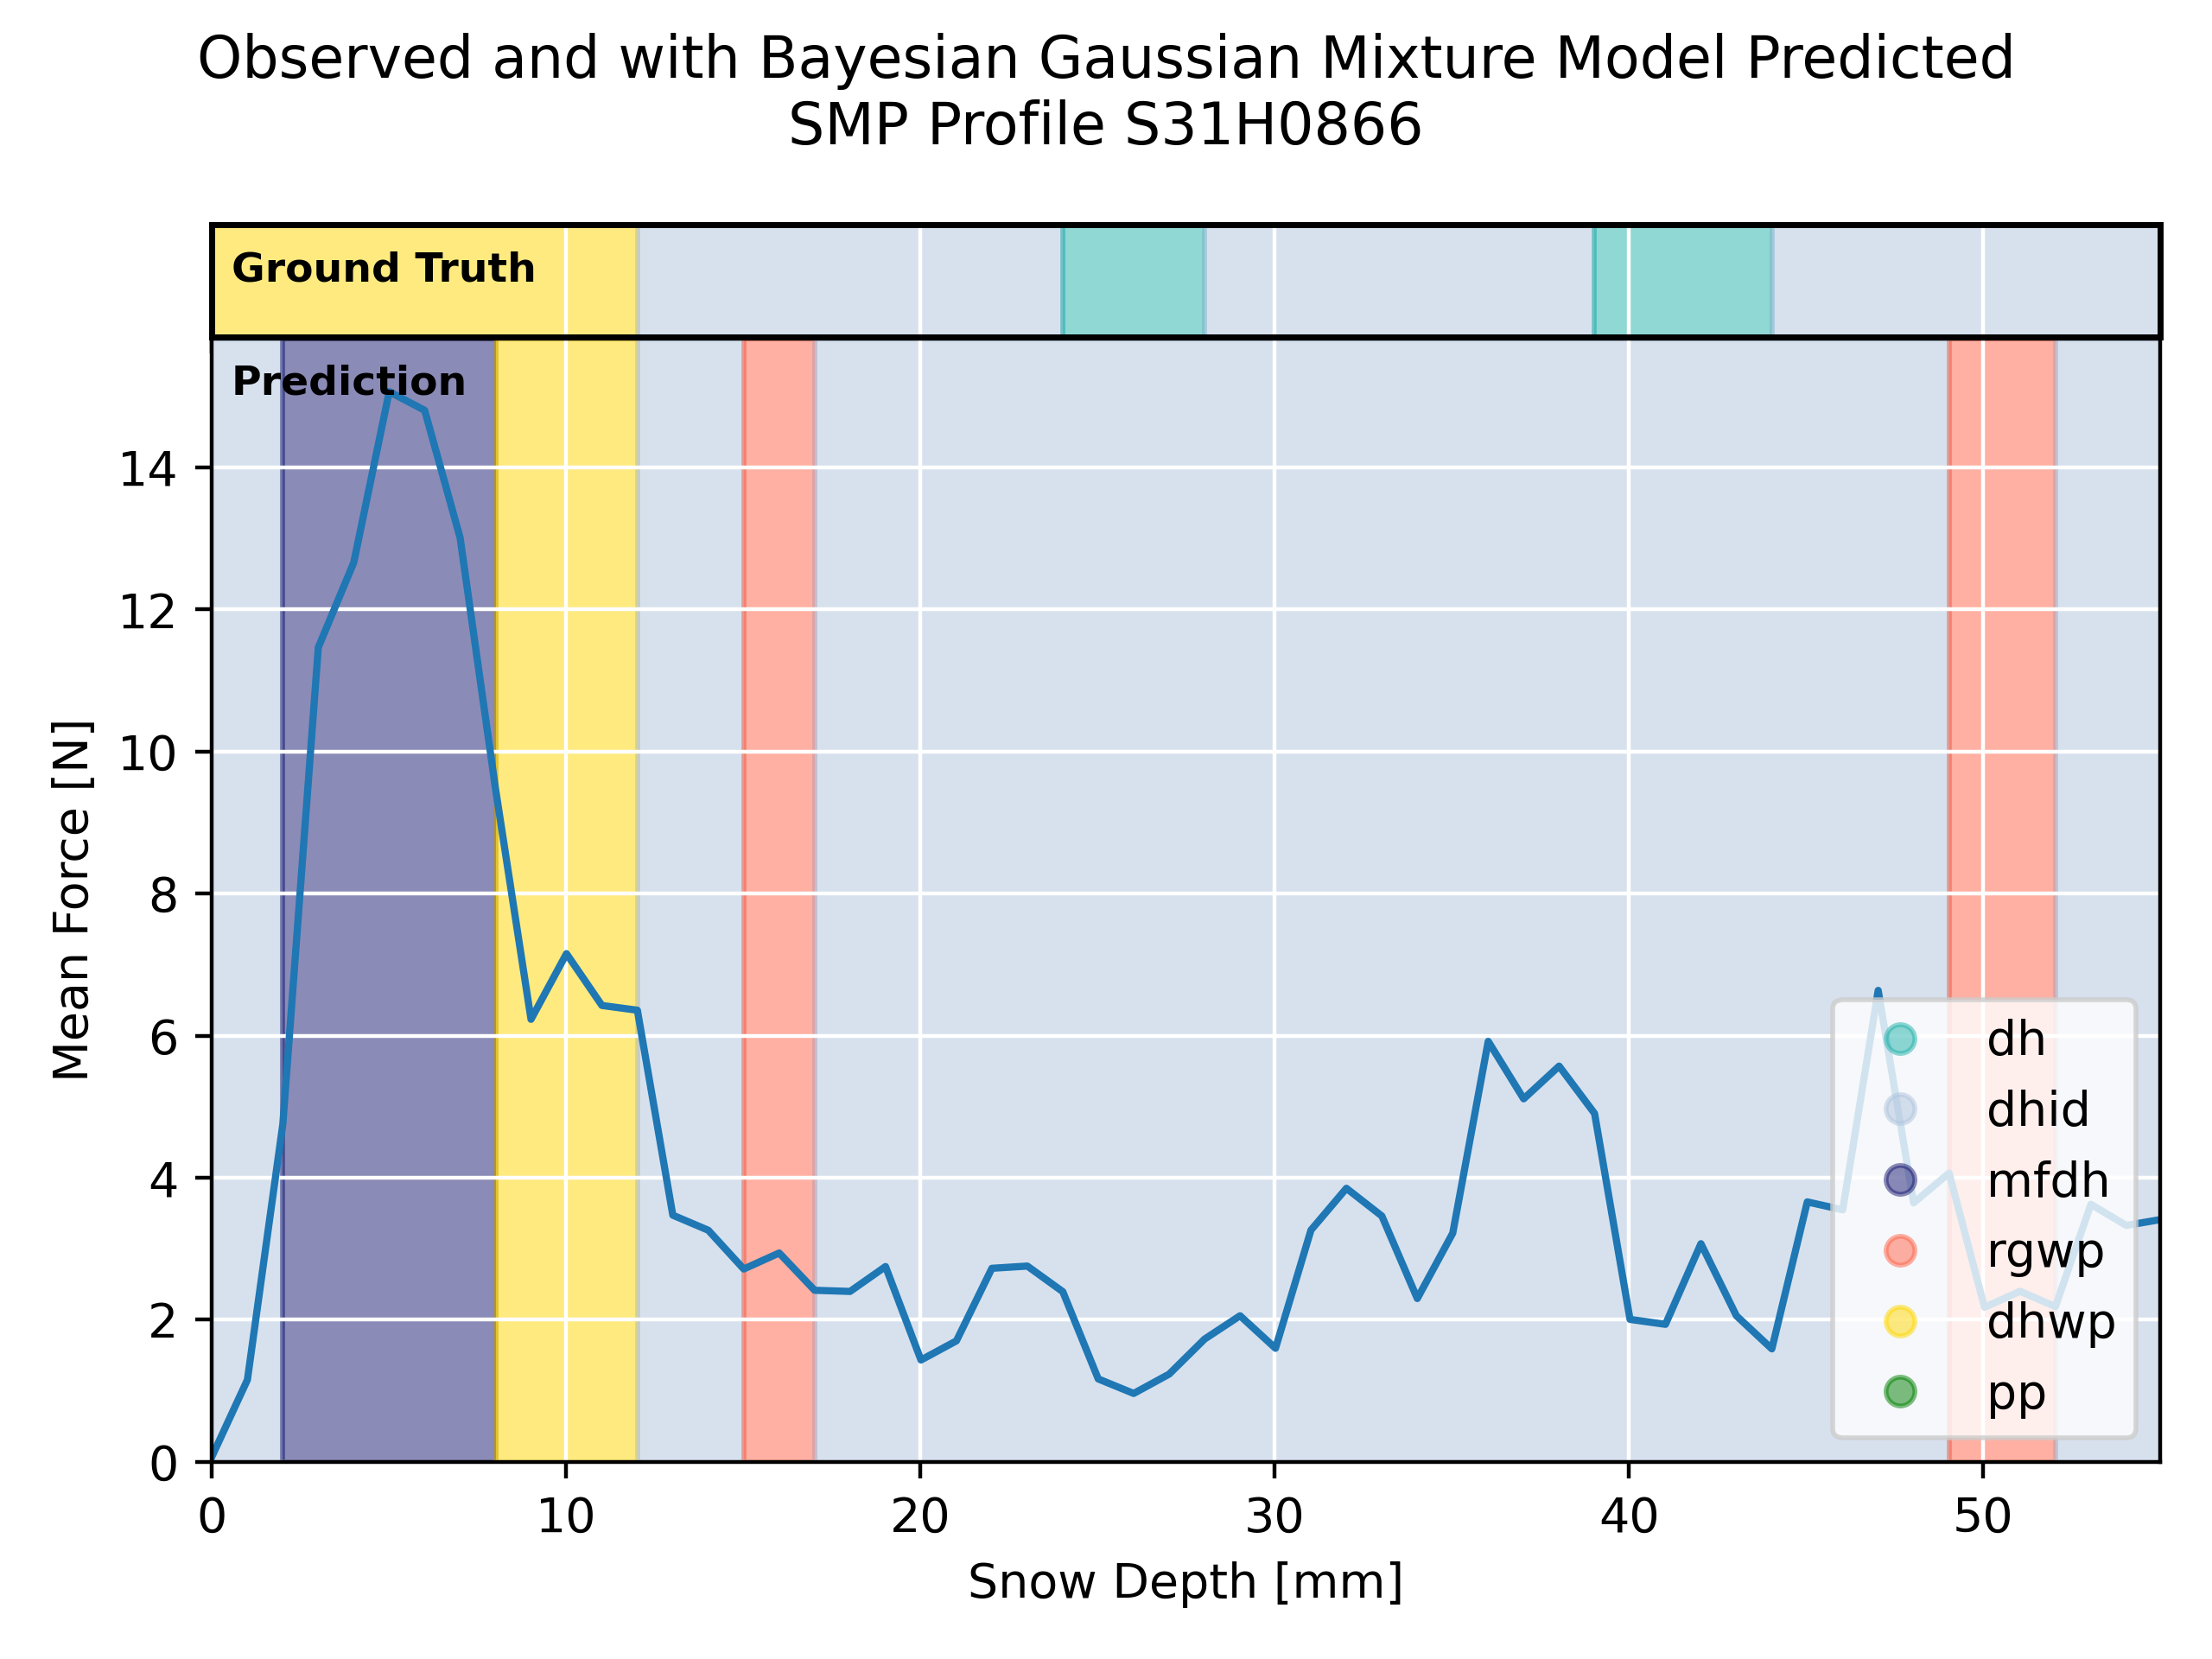 Observed and with Bayesian Gaussian Mixture Model Predicted
SMP Profile S31H0866
Ground Truth
Prediction
14
12
10
8
6
4
2
0
Mean Force [N]
dh
dhid
mfdh
rgwp
dhwp
pp
0 10 20 30 40 50
Snow Depth [mm]